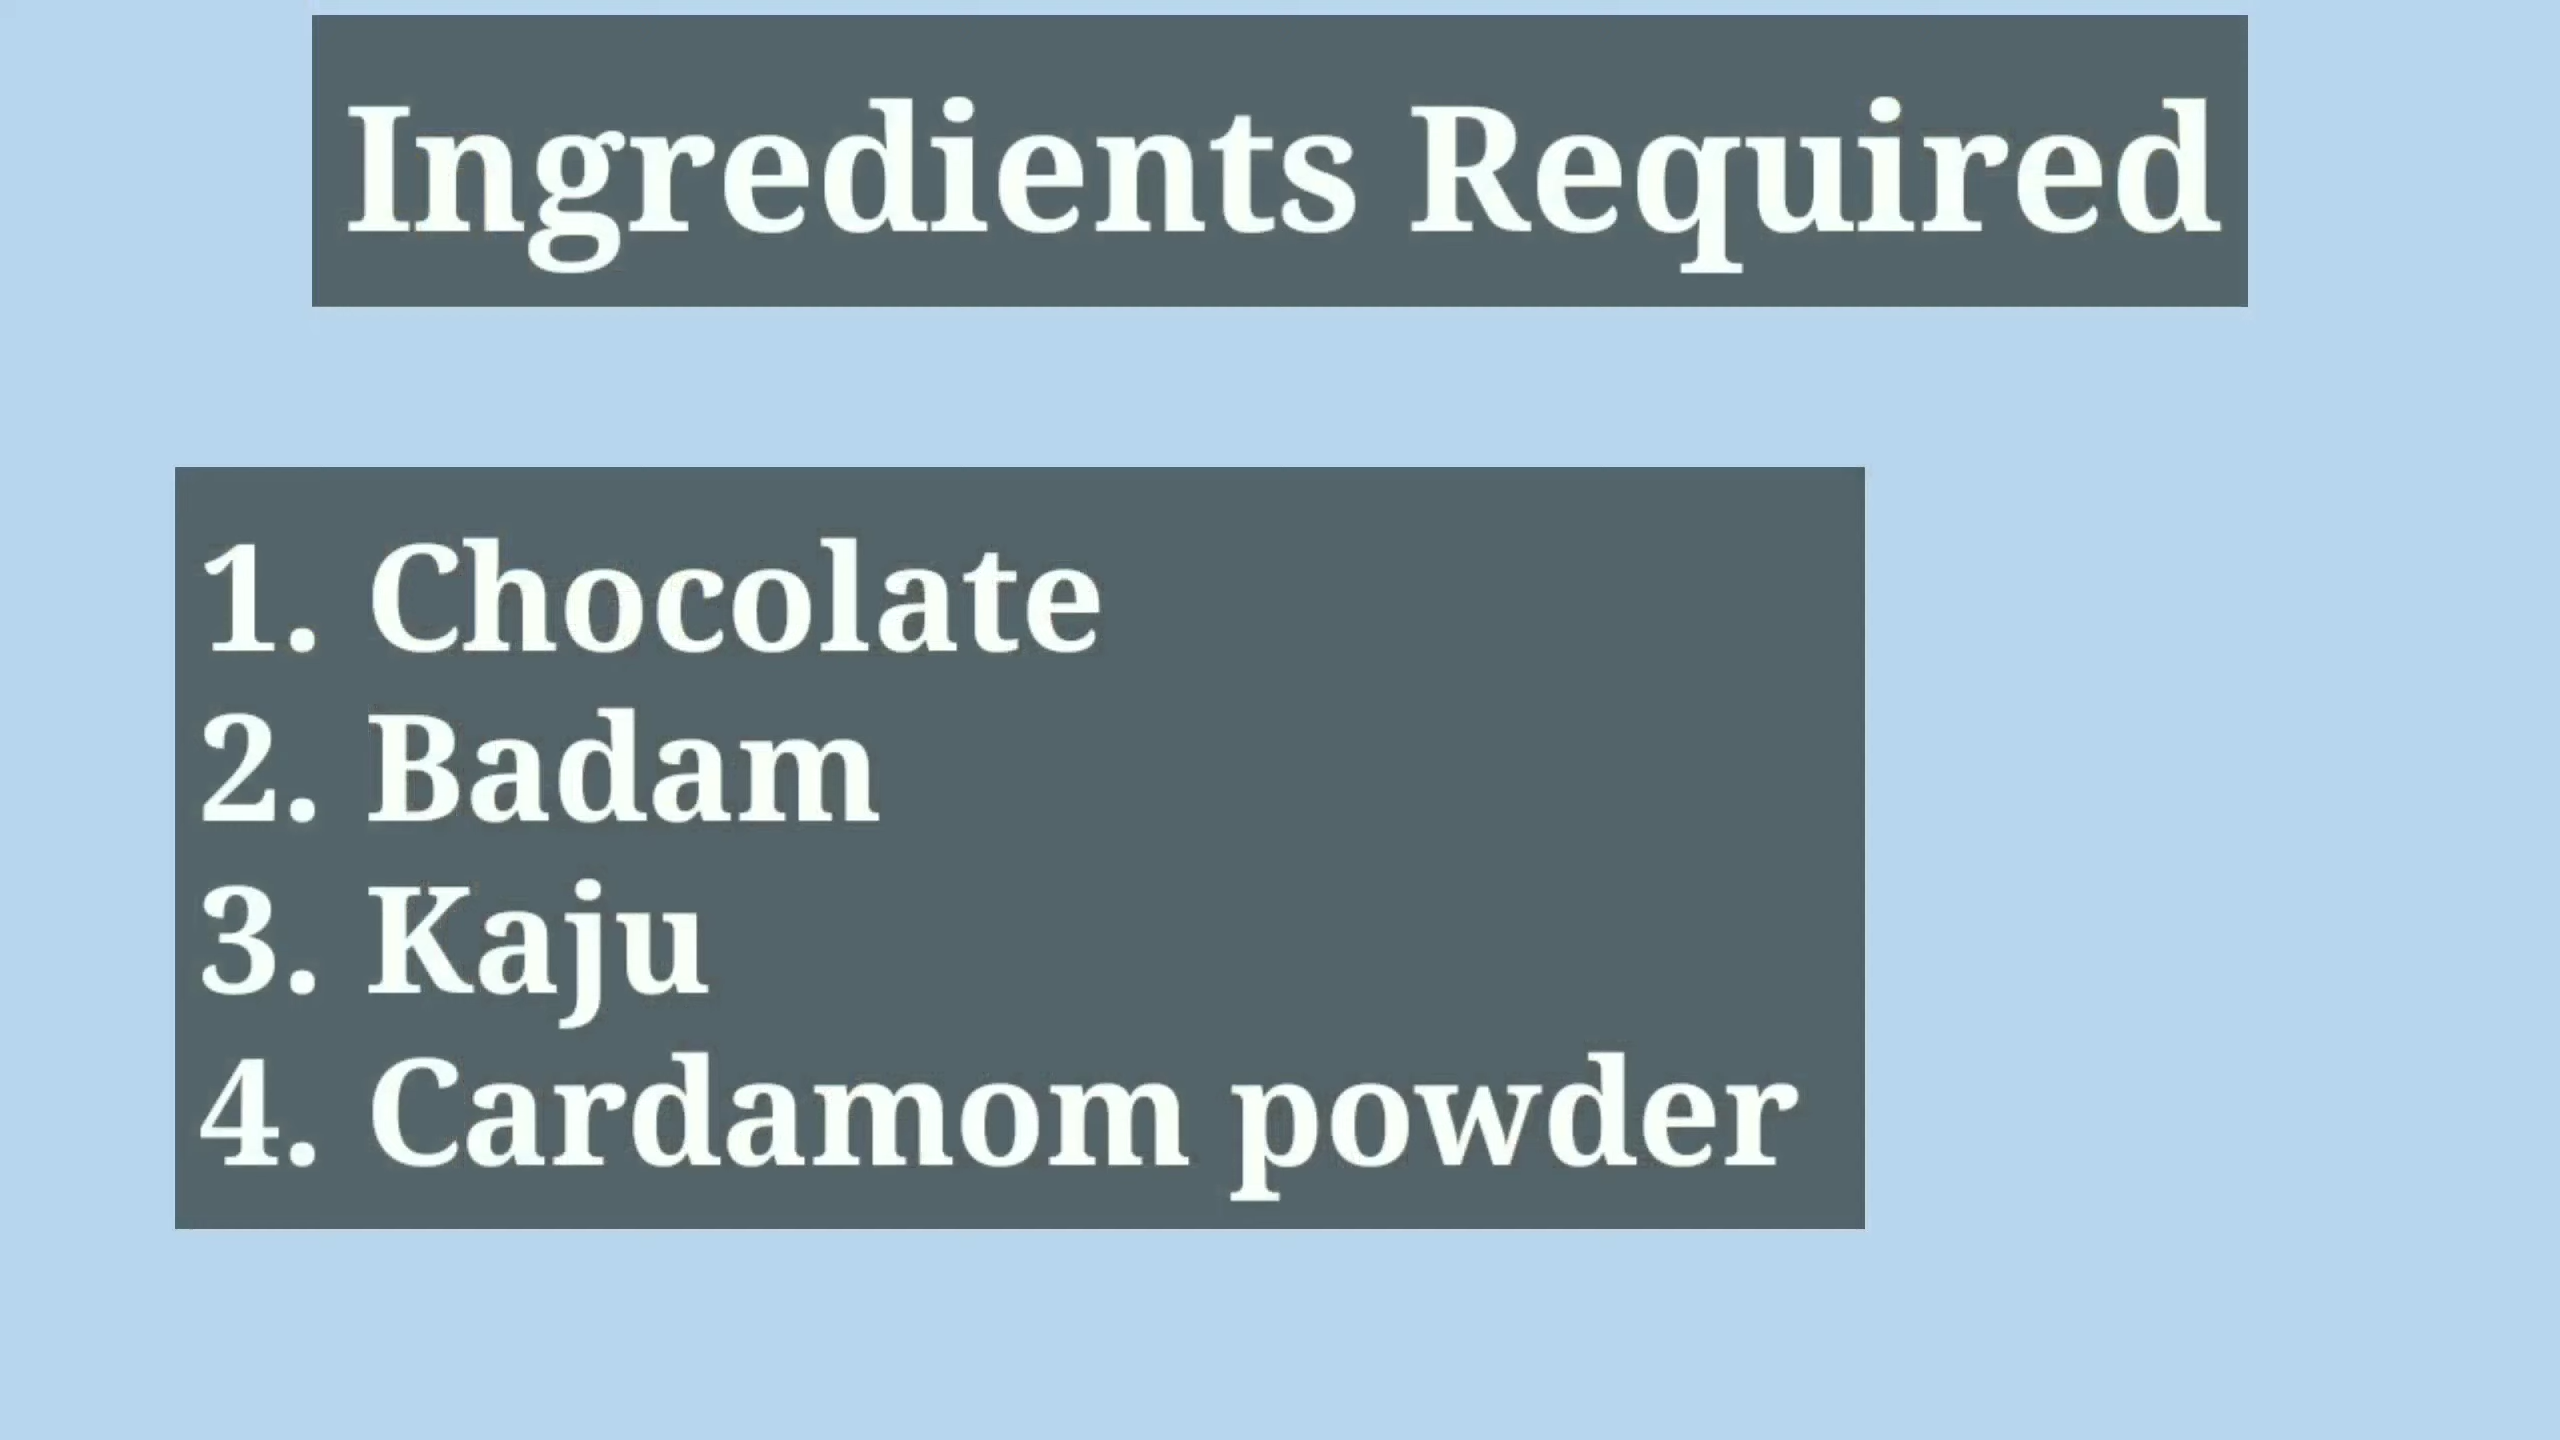 Ingredients Required
1. Chocolate
2. Badam
3. Kaju
4. Cardamom powder